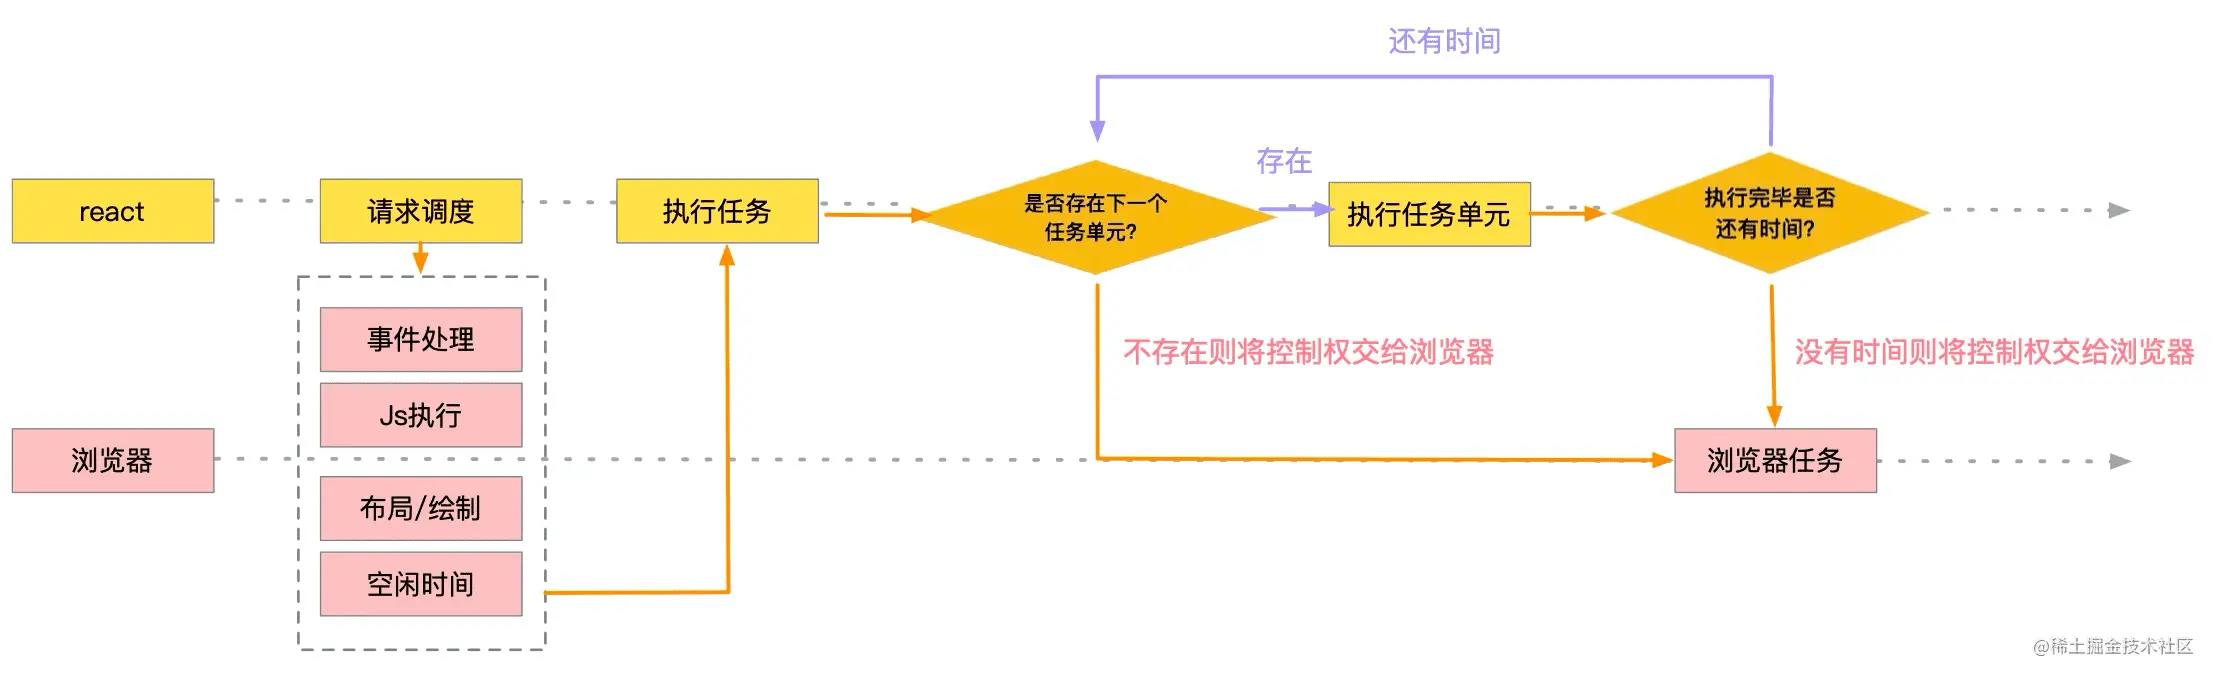 还有时间
存在
react
请求调度
执行任务
是否存在下一个
任务单元?
执行任务单元
执行完毕是否
还有时间?
事件处理
不存在则将控制权交给浏览器
没有时间则将控制权交给浏览器
Js执行
浏览器
浏览器任务
布局/绘制
空闲时间
@稀土掘金技术社区